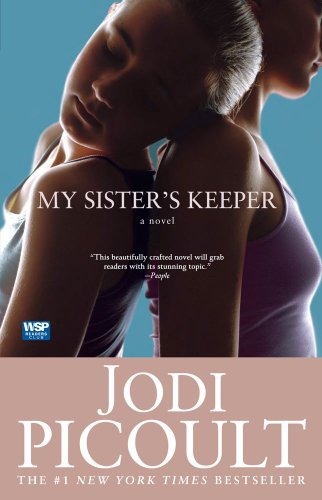 MY SISTER'S KEEPER
a novel
"This beautifully crafted novel will grab
readers with its stunning topic."
—People
WSP
READERS
CLUB
JODI
PICOULT
THE #1 NEW YORK TIMES BESTSELLER